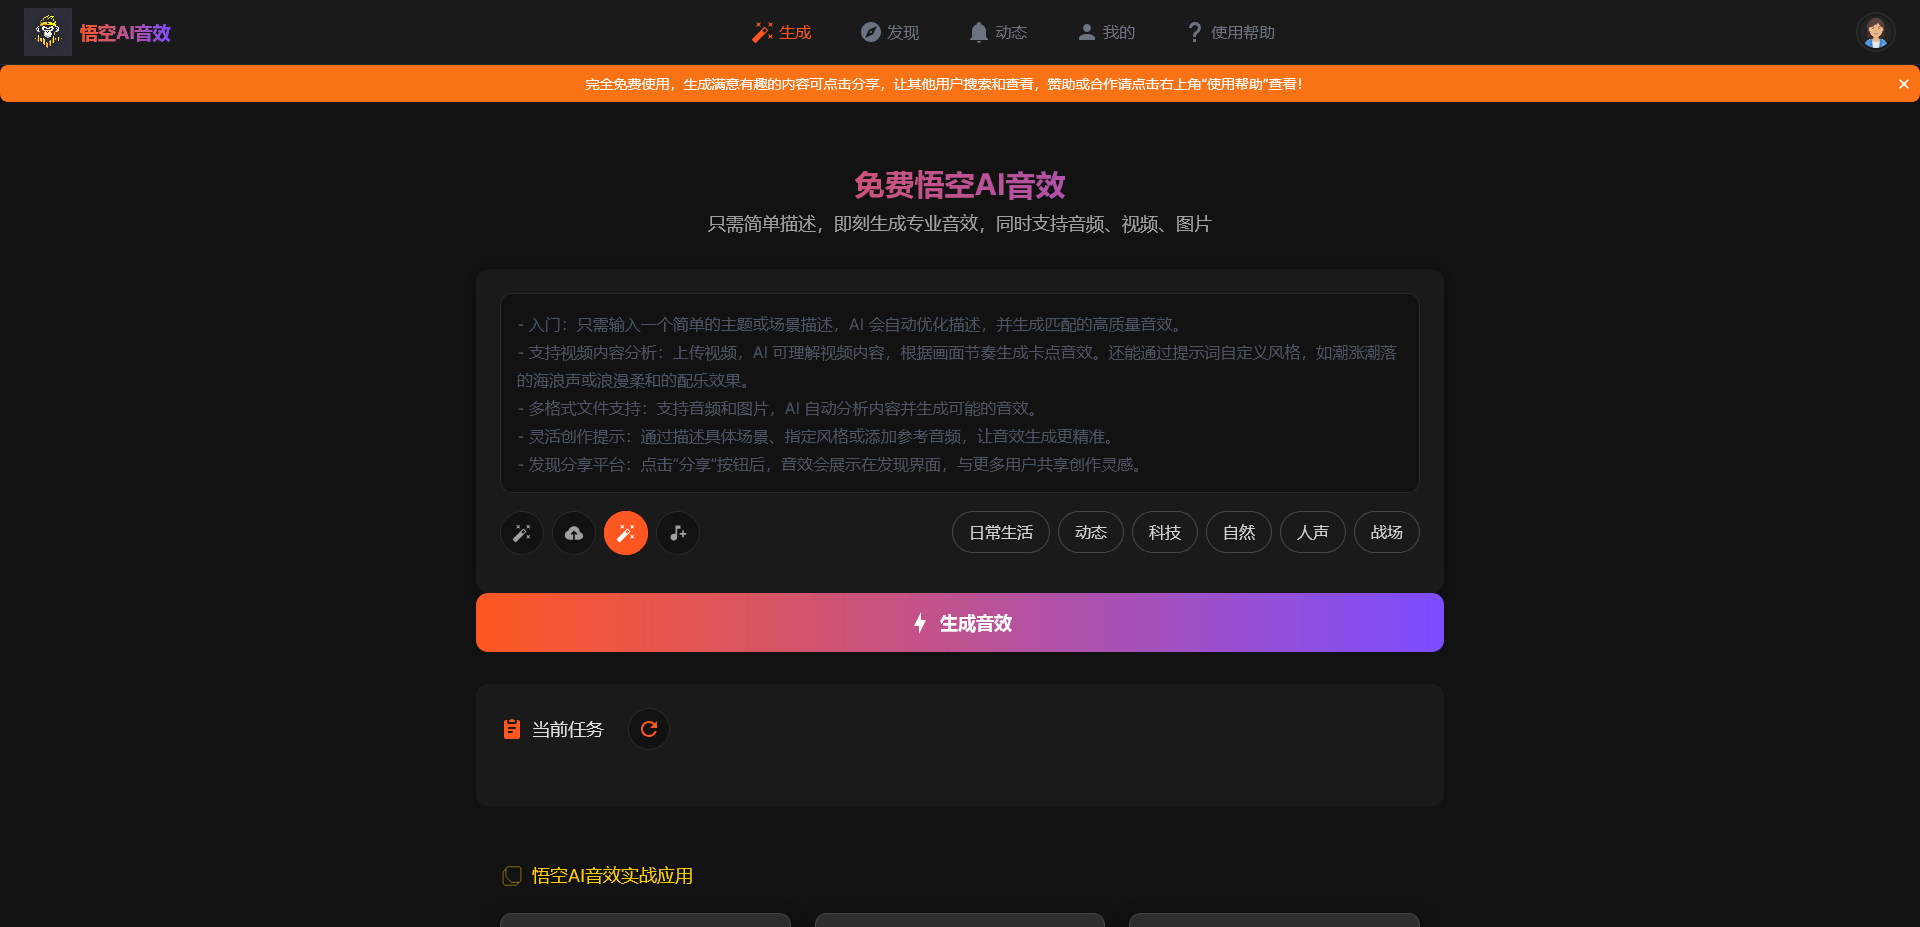 悟空AI音效
生成
发现
动态
我的
使用帮助
完全免费使用，生成满意有趣的内容可点击分享，让其他用户搜索和查看，赞助或合作请点击右上角“使用帮助”查看！
免费悟空AI音效
只需简单描述，即刻生成专业音效，同时支持音频、视频、图片
- 入门：只需输入一个简单的主题或场景描述，AI 会自动优化描述，并生成匹配的高质量音效。
- 支持视频内容分析：上传视频，AI 可理解视频内容，根据画面节奏生成卡点音效。还能通过提示词自定义风格，如潮涨潮落
的海浪声或浪漫柔和的配乐效果。
- 多格式文件支持：支持音频和图片，AI 自动分析内容并生成可能的音效。
- 灵活创作提示：通过描述具体场景、指定风格或添加参考音频，让音效生成更精准。
- 发现分享平台：点击“分享”按钮后，音效会展示在发现界面，与更多用户共享创作灵感。
日常生活
动态
科技
自然
人声
战场
生成音效
当前任务
悟空AI音效实战应用